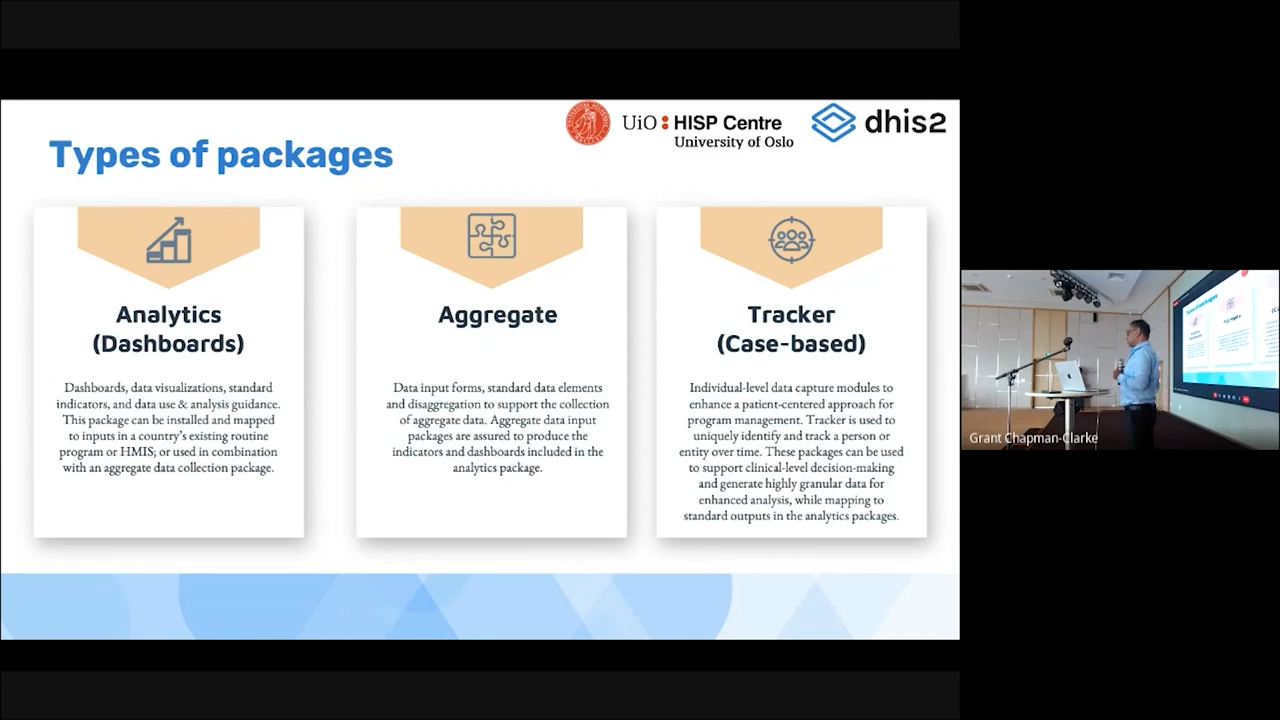 UiO : HISP Centre
University of Oslo
dhis2
Types of packages
Analytics
(Dashboards)
Dashboards, data visualizations, standard
indicators, and data use & analysis guidance.
This package can be installed and mapped
to inputs in a country's existing routine
program or HMIS; or used in combination
with an aggregate data collection package.
Aggregate
Data input forms, standard data elements
and disaggregation to support the collection
of aggregate data. Aggregate data input
packages are assured to produce the
indicators and dashboards included in the
analytics package.
Tracker
(Case-based)
Individual-level data capture modules to
enhance a patient-centered approach for
program management. Tracker is used to
uniquely identify and track a person or
entity over time. These packages can be used
to support clinical-level decision-making
and generate highly granular data for
enhanced analysis, while mapping to
standard outputs in the analytics packages.
Types of packages
Grant Chapman-Clarke